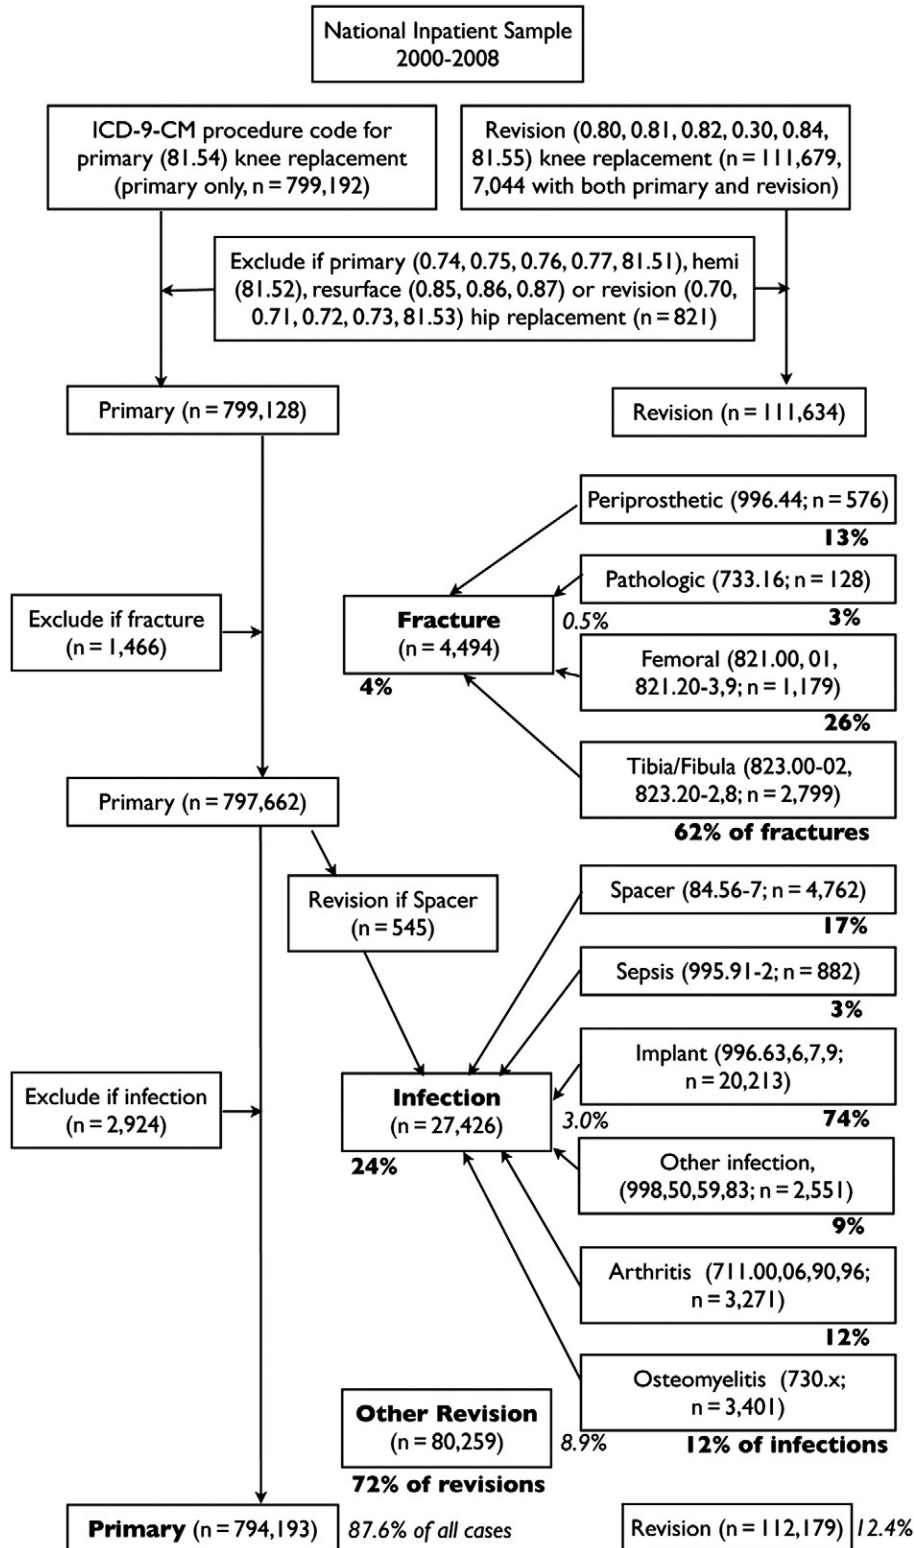 National Inpatient Sample
2000-2008
ICD-9-CM procedure code for
primary (81.54) knee replacement
(primary only, n = 799,192)
Revision (0.80, 0.81, 0.82, 0.30, 0.84,
81.55) knee replacement (n = 111,679,
7,044 with both primary and revision)
Exclude if primary (0.74, 0.75, 0.76, 0.77, 81.51), hemi
(81.52), resurface (0.85, 0.86, 0.87) or revision (0.70,
0.71, 0.72, 0.73, 81.53) hip replacement (n = 821)
Primary (n = 799,128)
Revision (n = 111,634)
Periprosthetic (996.44; n = 576)
13%
Pathologic (733.16; n = 128)
3%
Exclude if fracture
(n = 1,466)
Fracture
(n = 4,494)
0.5%
4%
Femoral (821.00, 01,
821.20-3,9; n = 1,179)
26%
Tibia/Fibula (823.00-02,
823.20-2,8; n = 2,799)
62% of fractures
Primary (n = 797,662)
Revision if Spacer
(n = 545)
Spacer (84.56-7; n = 4,762)
17%
Sepsis (995.91-2; n = 882)
3%
Implant (996.63,6,7,9;
n = 20,213)
74%
Exclude if infection
(n = 2,924)
Infection
(n = 27,426)
3.0%
24%
Other infection,
(998,50,59,83; n = 2,551)
9%
Arthritis (711.00,06,90,96;
n = 3,271)
12%
Osteomyelitis (730.x;
n = 3,401)
12% of infections
Other Revision
(n = 80,259)
8.9%
72% of revisions
Primary (n = 794,193)
87.6% of all cases
Revision (n = 112,179)
12.4%